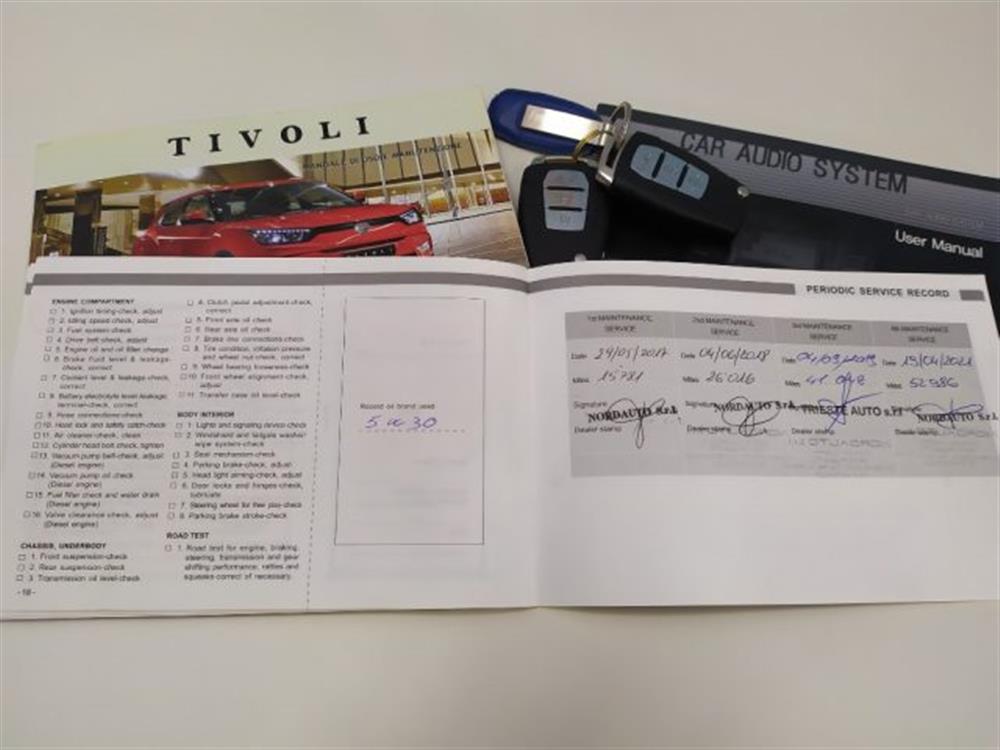 TIVOLI
MANUALE DI USO E MANUTENZIONE
CAR AUDIO SYSTEM
User Manual
ENGINE COMPARTMENT
1. Ignition timing-check, adjust
2. Idling speed check, adjust
3. Fuel system-check
4. Drive belt-check, adjust
5. Engine oil and oil filter change
6. Brake fluid level & leakage-
check, correct
7. Coolant level & leakage-check,
correct
8. Battery electrolyte level leakage,
terminal-check, correct
9. Hose connections-check
10. Hood lock and safety catch-check
11. Air cleaner-check, clean
12. Cylinder head bolt check, tighten
13. Vacuum pump belt-check, adjust
(Diesel engine)
14. Vacuum pump oil check
(Diesel engine)
15. Fuel filter check and water drain
(Diesel engine)
16. Valve clearance check, adjust
(Diesel engine)
CHASSIS, UNDERBODY
1. Front suspension-check
2. Rear suspension-check
3. Transmission oil level-check
4. Clutch pedal adjustment-check,
correct
5. Front axle oil check
6. Rear axle oil check
7. Brake line connections-check
8. Tire condition, inflation pressure
and wheel nut-check, correct
9. Wheel bearing looseness-check
10. Front wheel alignment-check,
adjust
11. Transfer case oil level-check
BODY INTERIOR
1. Lights and signaling device-check
2. Windshield and tailgate washer/
wipe system-check
3. Seat mechanism-check
4. Parking brake-check, adjust
5. Head light aiming-check, adjust
6. Door locks and hinges-check,
lubricate
7. Steering wheel for free play-check
8. Parking brake stroke-check
ROAD TEST
1. Road test for engine, braking,
steering, transmission and gear
shifting performance, rattles and
squeaks-correct of necessary.
- 18 -
Record oil brand used
5 W 30
PERIODIC SERVICE RECORD
1st MAINTENANCE SERVICE
Date 29/05/2017
Miles 15781
Signature
NORDAUTO S.r.l.
Dealer stamp
2nd MAINTENANCE SERVICE
Date 04/06/2018
Miles 26016
Signature
NORDAUTO S.r.l.
Dealer stamp
3rd MAINTENANCE SERVICE
Date 04/03/2019
Miles
TRIESTE AUTO
Dealer stamp
4th MAINTENANCE SERVICE
Date 13/04/2021
Miles 52986
NORDAUTO S.r.l.
Dealer stamp